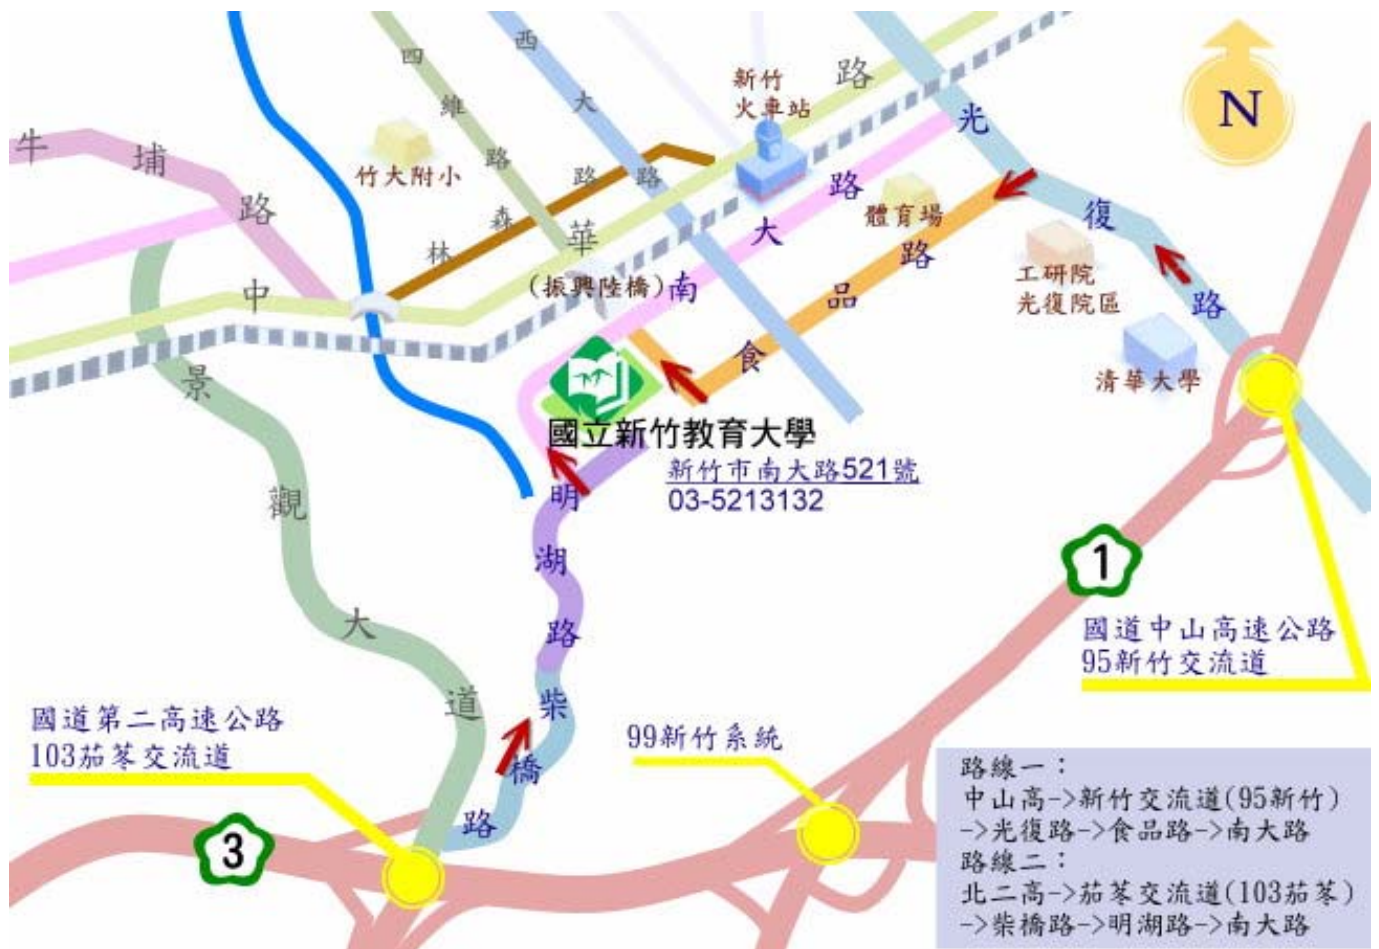 四維路
西大路
新竹
火車站
中華路
光復路
N
牛埔路
竹大附小
林森路
南大路
體育場
食品路
工研院
光復院區
(振興陸橋)
清華大學
景觀大道
國立新竹教育大學
新竹市南大路521號
03-5213132
明湖路
1
國道中山高速公路
95新竹交流道
柴橋路
國道第二高速公路
103茄苳交流道
99新竹系統
3
路線一：
中山高->新竹交流道(95新竹)
->光復路->食品路->南大路
路線二：
北二高->茄苳交流道(103茄苳)
->柴橋路->明湖路->南大路